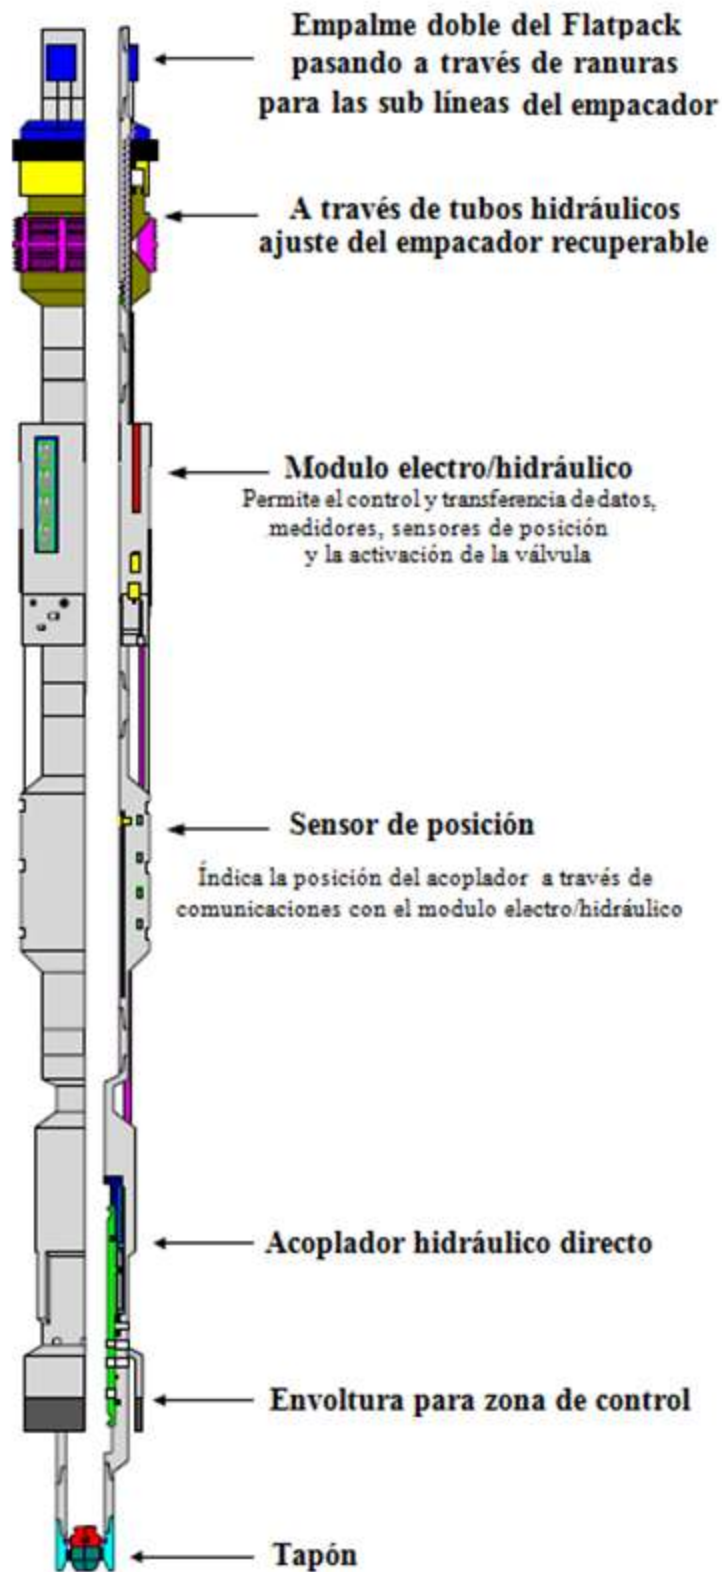 Empalme doble del Flatpack
pasando a través de ranuras
para las sub líneas del empacador
A través de tubos hidráulicos
ajuste del empacador recuperable
Modulo electro/hidráulico
Permite el control y transferencia de datos,
medidores, sensores de posición
y la activación de la válvula
Sensor de posición
Índica la posición del acoplador a través de
comunicaciones con el modulo electro/hidráulico
Acoplador hidráulico directo
Envoltura para zona de control
Tapón